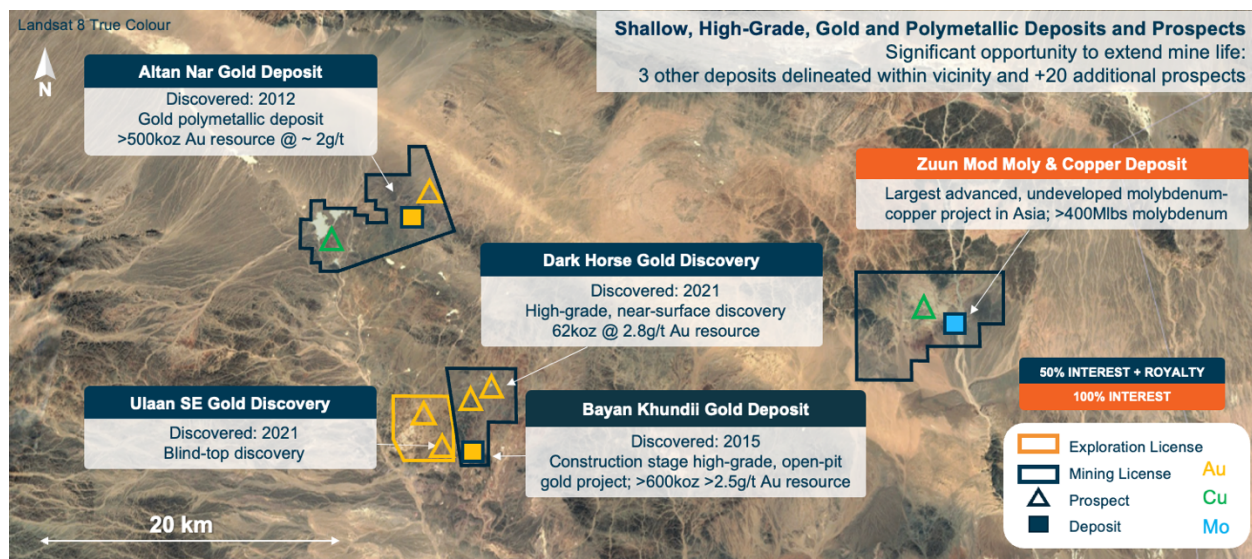 Landsat 8 True Colour
Shallow, High-Grade, Gold and Polymetallic Deposits and Prospects
Significant opportunity to extend mine life:
3 other deposits delineated within vicinity and +20 additional prospects
N
Altan Nar Gold Deposit
Discovered: 2012
Gold polymetallic deposit
>500koz Au resource @ ~ 2g/t
Zuun Mod Moly & Copper Deposit
Largest advanced, undeveloped molybdenum-
copper project in Asia; >400Mlbs molybdenum
Dark Horse Gold Discovery
Discovered: 2021
High-grade, near-surface discovery
62koz @ 2.8g/t Au resource
Ulaan SE Gold Discovery
Discovered: 2021
Blind-top discovery
Bayan Khundii Gold Deposit
Discovered: 2015
Construction stage high-grade, open-pit
gold project; >600koz >2.5g/t Au resource
50% INTEREST + ROYALTY
100% INTEREST
Exploration License
Mining License
Prospect
Deposit
Au
Cu
Mo
20 km